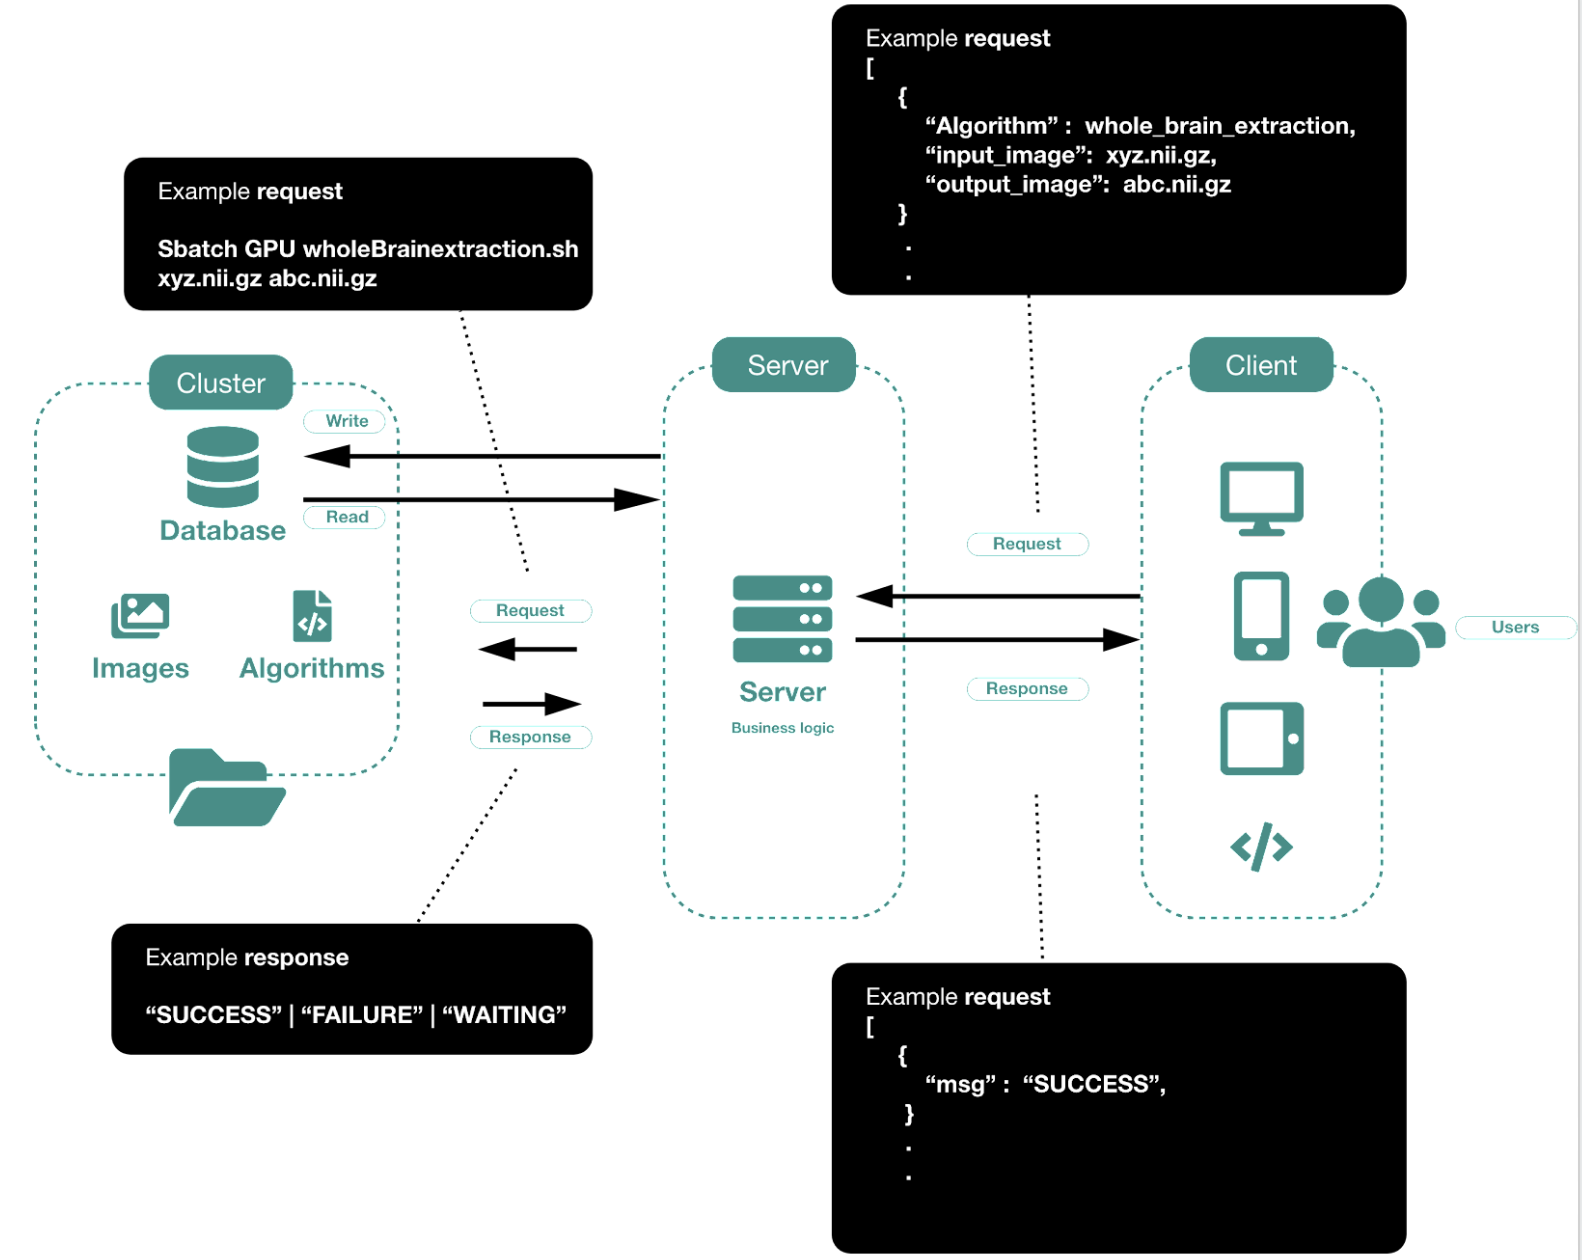 Example request
[
{
“Algorithm” : whole_brain_extraction,
“input_image”: xyz.nii.gz,
“output_image”: abc.nii.gz
}
.
.
Example request
Sbatch GPU wholeBrainextraction.sh
xyz.nii.gz abc.nii.gz
Cluster
Server
Client
Write
Database
Read
Images
Algorithms
Request
Response
Request
Response
Server
Business logic
Users
Example response
“SUCCESS” | “FAILURE” | “WAITING”
Example request
[
{
“msg” : “SUCCESS”,
}
.
.